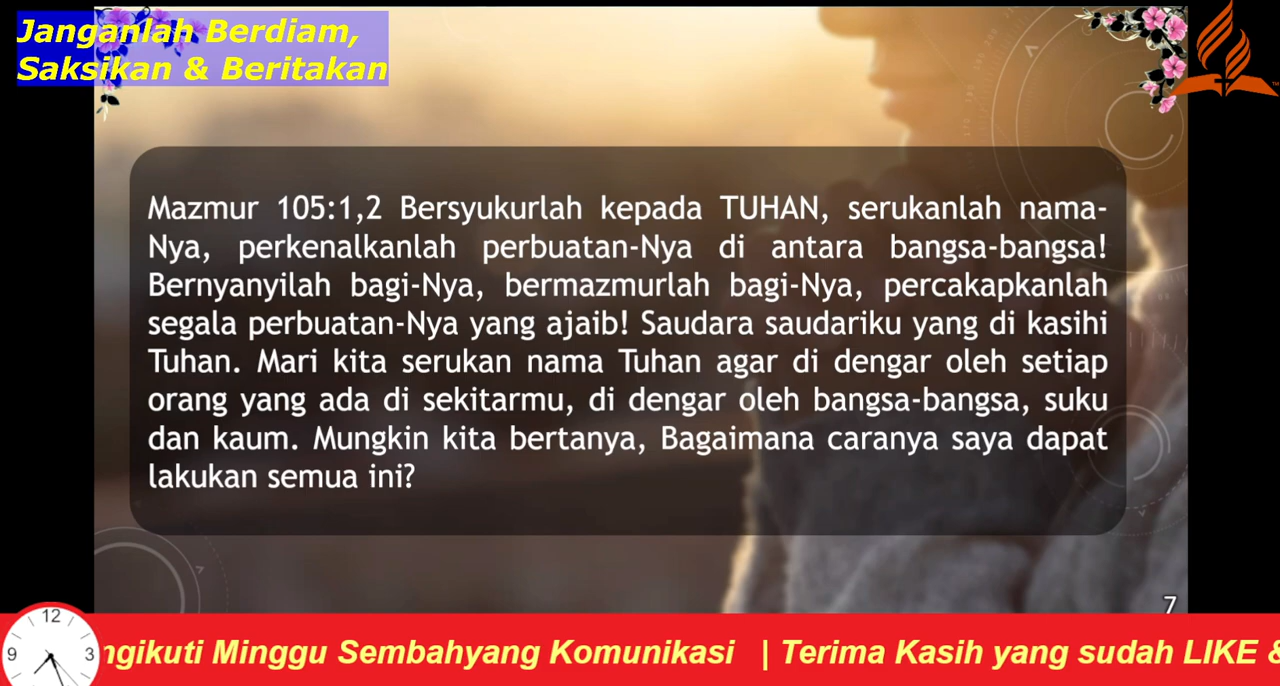 Janganlah Berdiam,
Saksikan & Beritakan
Mazmur 105:1,2 Bersyukurlah kepada TUHAN, serukanlah nama-
Nya, perkenalkanlah perbuatan-Nya di antara bangsa-bangsa!
Bernyanyilah bagi-Nya, bermazmurlah bagi-Nya, percakapkanlah
segala perbuatan-Nya yang ajaib! Saudara saudariku yang di kasihi
Tuhan. Mari kita serukan nama Tuhan agar di dengar oleh setiap
orang yang ada di sekitarmu, di dengar oleh bangsa-bangsa, suku
dan kaum. Mungkin kita bertanya, Bagaimana caranya saya dapat
lakukan semua ini?
7
12
9 3
ngikuti Minggu Sembahyang Komunikasi | Terima Kasih yang sudah LIKE &